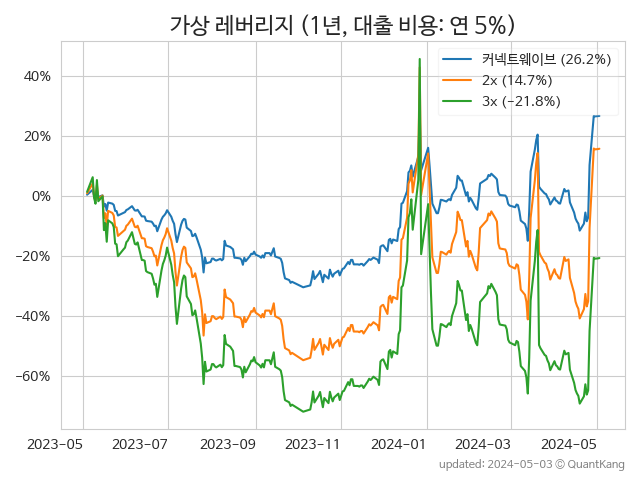 가상 레버리지 (1년, 대출 비용: 연 5%)
커넥트웨이브 (26.2%)
2x (14.7%)
3x (−21.8%)
40%
20%
0%
−20%
−40%
−60%
2023-05
2023-07
2023-09
2023-11
2024-01
2024-03
2024-05
updated: 2024-05-03 © QuantKang